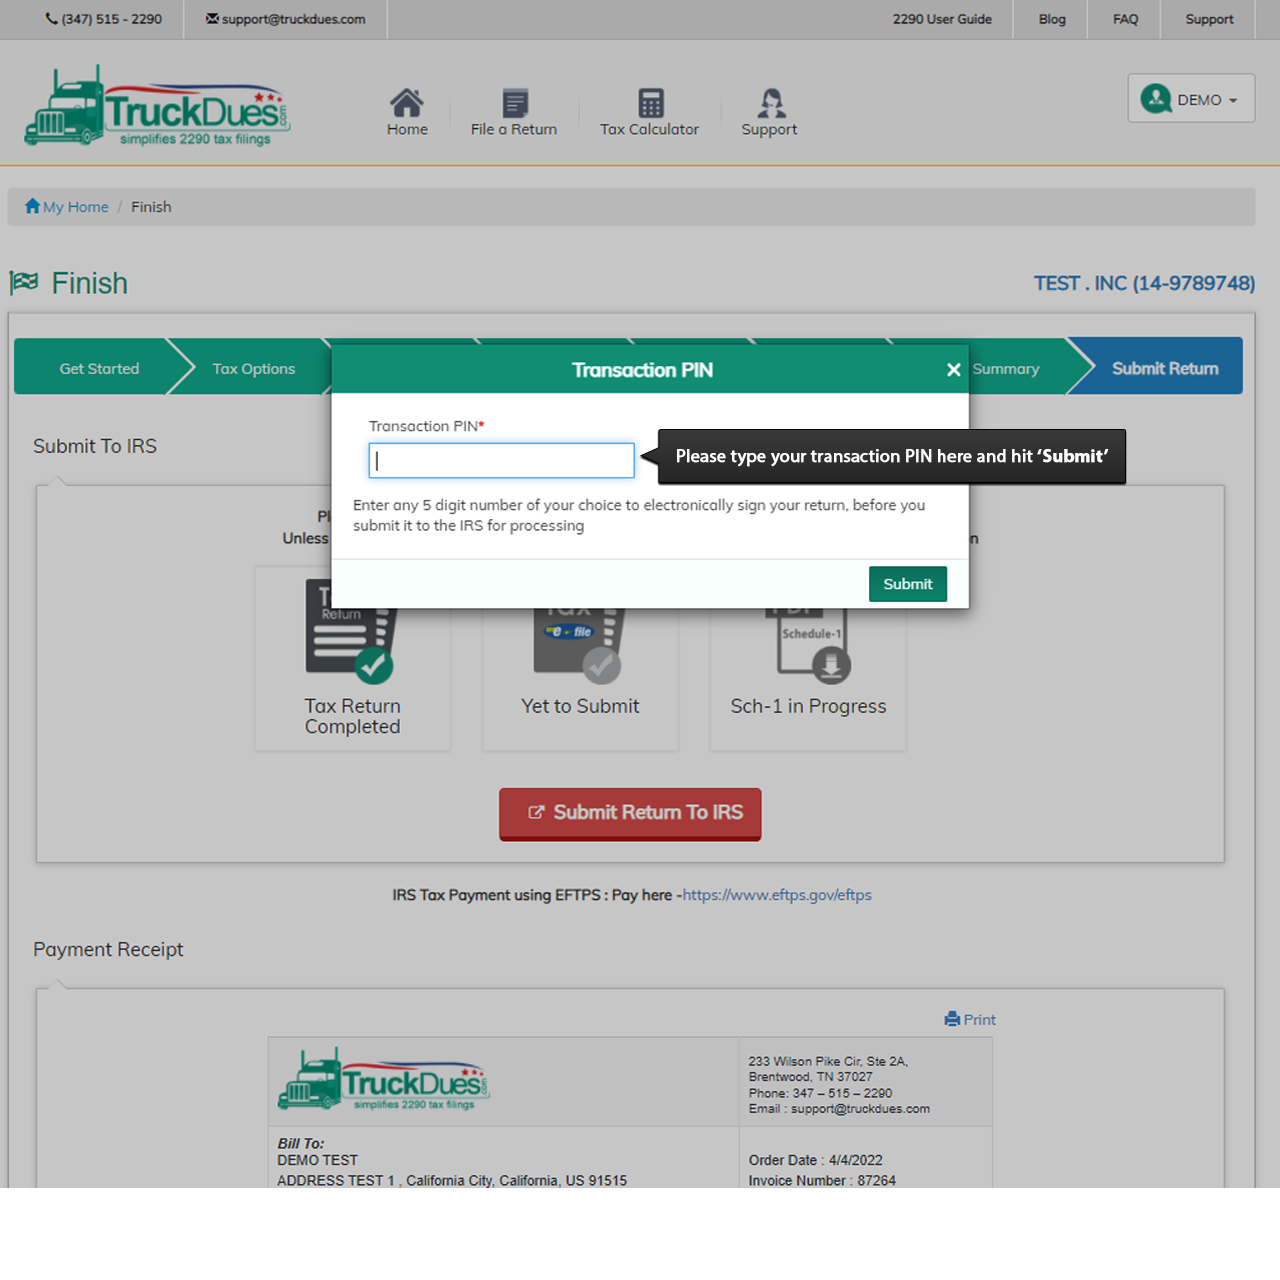 (347) 515 - 2290
support@truckdues.com
2290 User Guide
Blog
FAQ
Support
TruckDues.com
simplifies 2290 tax filings
Home
File a Return
Tax Calculator
Support
DEMO
My Home / Finish
Finish
TEST . INC (14-9789748)
Get Started
Tax Options
Summary
Submit Return
Transaction PIN
Submit To IRS
Transaction PIN*
Please type your transaction PIN here and hit ‘Submit’
Enter any 5 digit number of your choice to electronically sign your return, before you
submit it to the IRS for processing
Unless
Submit
Return
e - file
Schedule-1
Tax Return
Completed
Yet to Submit
Sch-1 in Progress
Submit Return To IRS
IRS Tax Payment using EFTPS : Pay here -https://www.eftps.gov/eftps
Payment Receipt
Print
TruckDues.com
simplifies 2290 tax filings
233 Wilson Pike Cir, Ste 2A,
Brentwood, TN 37027
Phone: 347 – 515 – 2290
Email : support@truckdues.com
Bill To:
DEMO TEST
ADDRESS TEST 1 , California City, California, US 91515
Order Date : 4/4/2022
Invoice Number : 87264